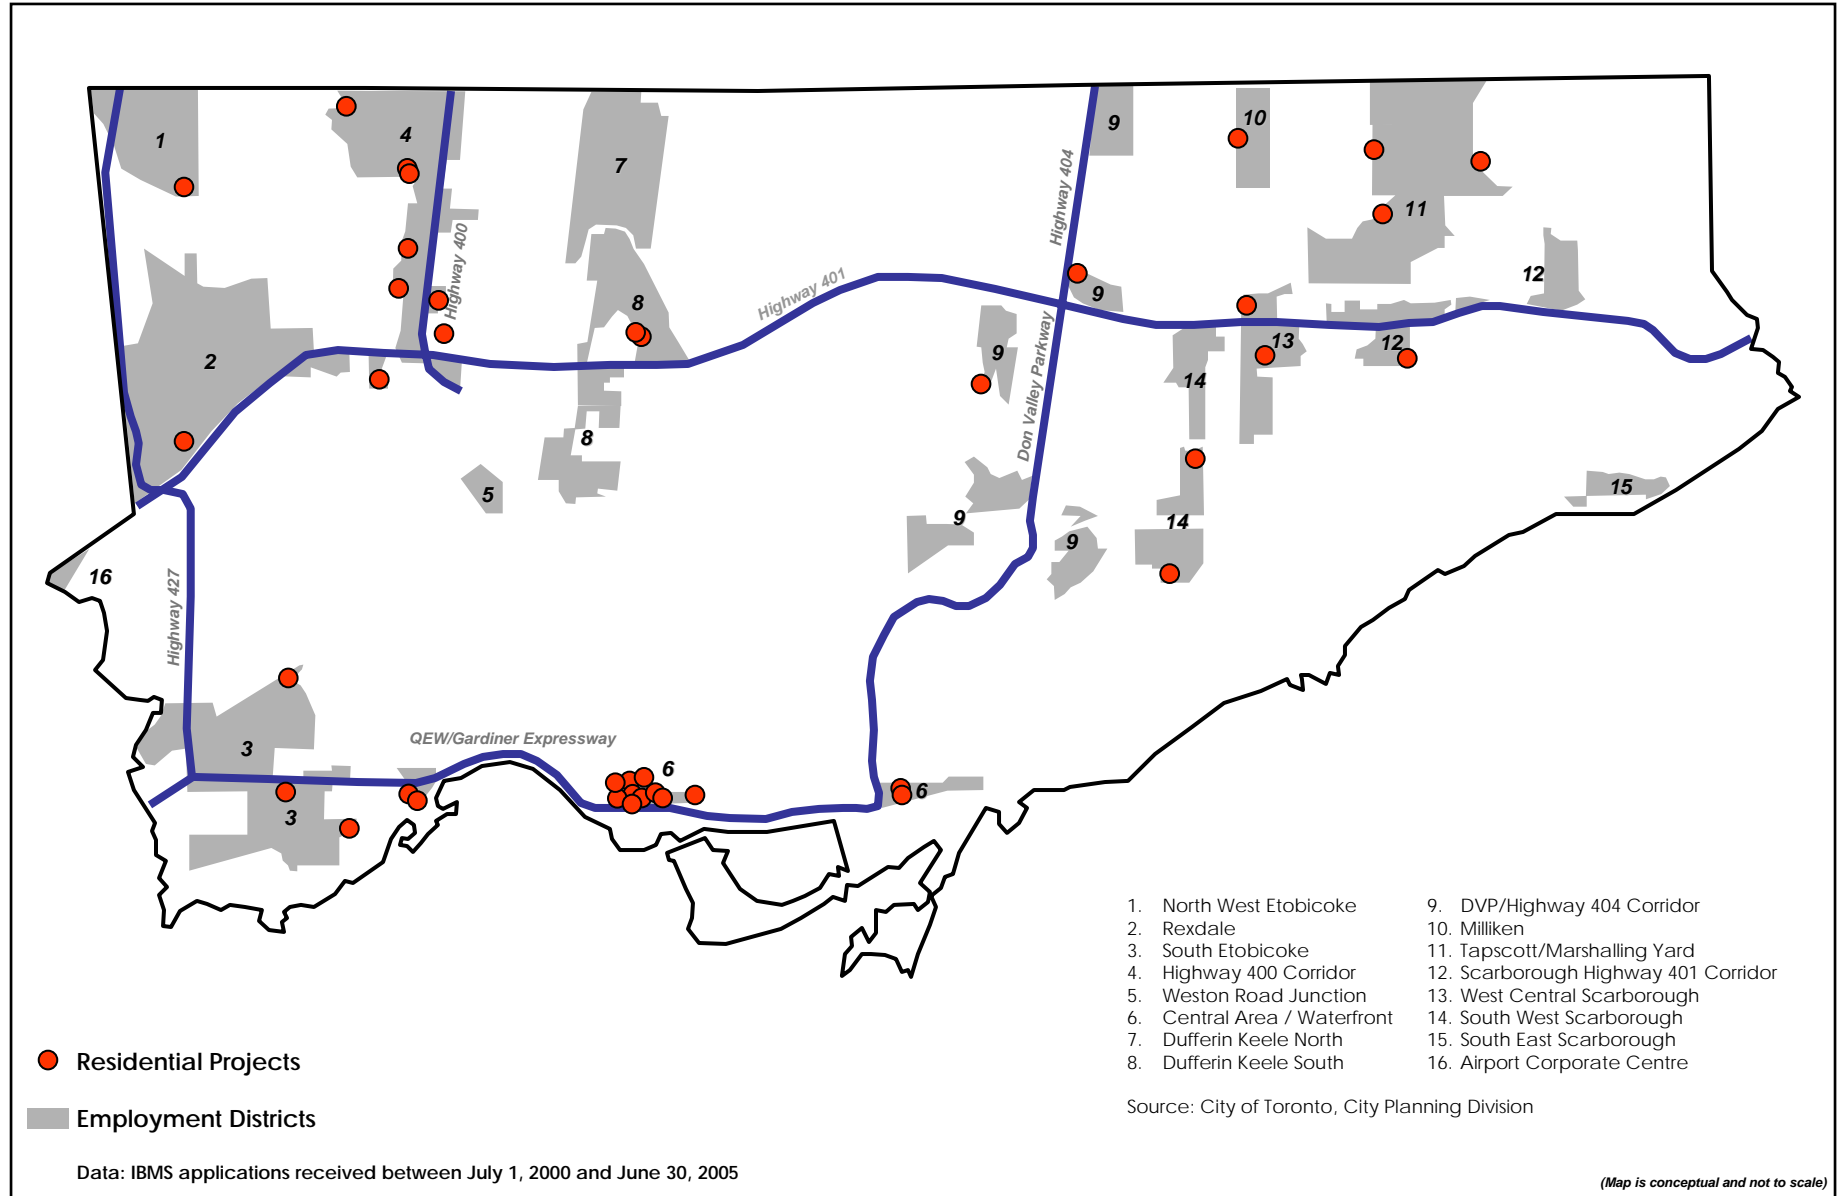 1
4
7
9
10
11
12
Highway 404
Highway 400
Highway 401
8
9
2
9
13
12
14
Don Valley Parkway
8
5
15
9
14
9
16
Highway 427
3
QEW/Gardiner Expressway
6
6
3
1. North West Etobicoke
2. Rexdale
3. South Etobicoke
4. Highway 400 Corridor
5. Weston Road Junction
6. Central Area / Waterfront
7. Dufferin Keele North
8. Dufferin Keele South
9. DVP/Highway 404 Corridor
10. Milliken
11. Tapscott/Marshalling Yard
12. Scarborough Highway 401 Corridor
13. West Central Scarborough
14. South West Scarborough
15. South East Scarborough
16. Airport Corporate Centre
Source: City of Toronto, City Planning Division
Residential Projects
Employment Districts
Data: IBMS applications received between July 1, 2000 and June 30, 2005
(Map is conceptual and not to scale)